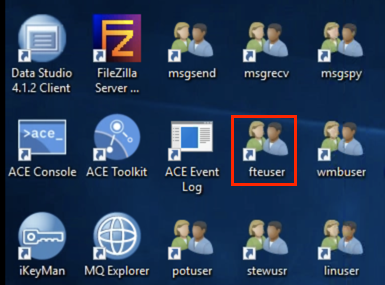 Data Studio
4.1.2 Client
FileZilla
Server ...
msgsend
msgrecv
msgspy
>ace_
ACE Console
ACE Toolkit
ACE Event
Log
fteuser
wmbuser
iKeyMan
MQ Explorer
potuser
stewusr
linuser